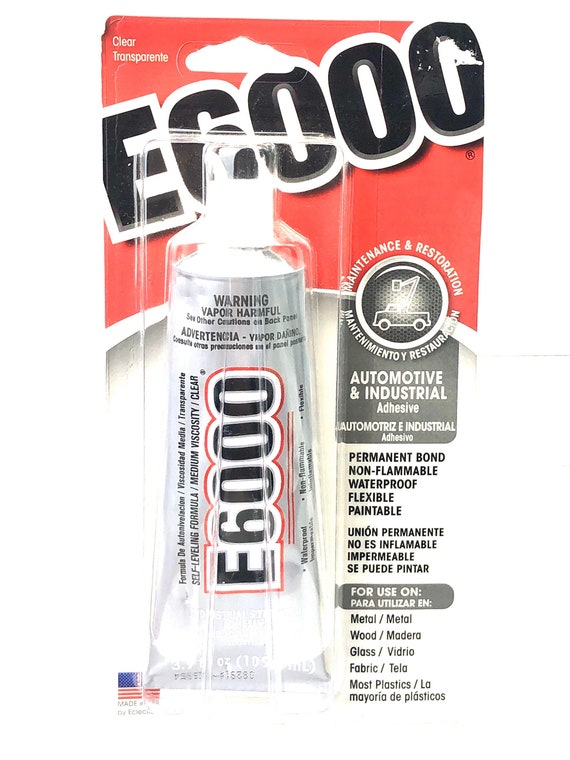 Clear
Transparente
E6000®
MAINTENANCE & RESTORATION
MANTENIMIENTO Y RESTAURACIÓN
AUTOMOTIVE
& INDUSTRIAL
Adhesive
AUTOMOTRIZ E INDUSTRIAL
Adhesivo
PERMANENT BOND
NON-FLAMMABLE
WATERPROOF
FLEXIBLE
PAINTABLE
UNIÓN PERMANENTE
NO ES INFLAMABLE
IMPERMEABLE
SE PUEDE PINTAR
FOR USE ON:
PARA UTILIZAR EN:
Metal / Metal
Wood / Madera
Glass / Vidrio
Fabric / Tela
Most Plastics / La
mayoría de plásticos
WARNING
VAPOR HARMFUL
See Other Cautions on Back Panel
ADVERTENCIA - VAPOR DAÑINO
Consulte otras precauciones en el panel
Formula De Autonivelación / Viscosidad Media / Transparente
SELF-LEVELING FORMULA / MEDIUM VISCOSITY / CLEAR
E6000®
• Waterproof • Non-flammable • Flexible
MADE
by